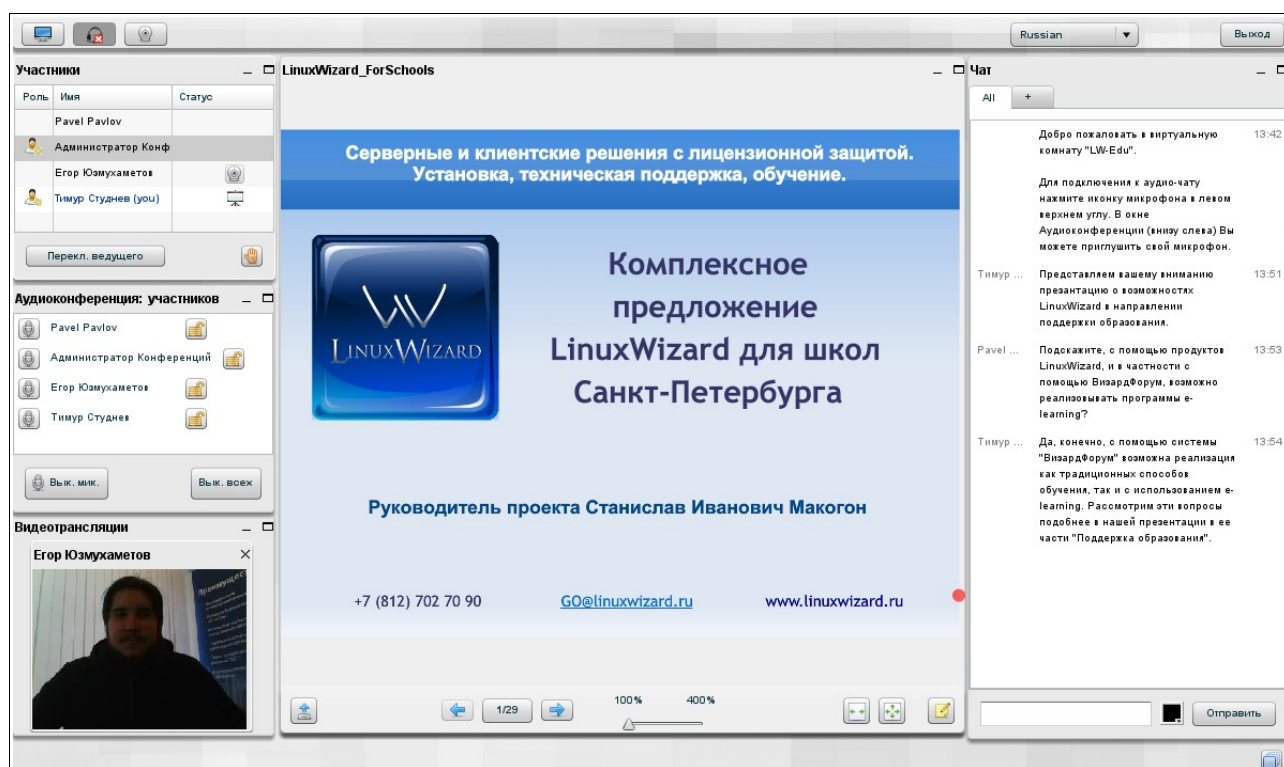 Russian
Выход
Участники
Роль Имя Статус
Pavel Pavlov
Администратор Конф
Егор Юзмухаметов
Тимур Студнев (you)
Перекл. ведущего
Аудиоконференция: участников
Pavel Pavlov
Администратор Конференций
Егор Юзмухаметов
Тимур Студнев
Вык. мик.
Вык. всех
Видеотрансляции
Егор Юзмухаметов
LinuxWizard_ForSchools
Серверные и клиентские решения с лицензионной защитой.
Установка, техническая поддержка, обучение.
LINUXWIZARD
Комплексное
предложение
LinuxWizard для школ
Санкт-Петербурга
Руководитель проекта Станислав Иванович Макогон
+7 (812) 702 70 90 GO@linuxwizard.ru www.linuxwizard.ru
1/29
100% 400%
Чат
All +
Добро пожаловать в виртуальную 13:42
комнату "LW-Edu".
Для подключения к аудио-чату
нажмите иконку микрофона в левом
верхнем углу. В окне
Аудиоконференции (внизу слева) Вы
можете приглушить свой микрофон.
Тимур ... Представляем вашему вниманию 13:51
презантацию о возможностях
LinuxWizard в направлении
поддержки образования.
Pavel ... Подскажите, с помощью продуктов 13:53
LinuxWizard, и в частности с
помощью ВизардФорум, возможно
реализовывать программы e-
learning?
Тимур ... Да, конечно, с помощью системы 13:54
"ВизардФорум" возможна реализация
как традиционных способов
обучения, так и с использованием e-
learning. Рассмотрим эти вопросы
подобнее в нашей презентации в ее
части "Поддержка образования".
Отправить